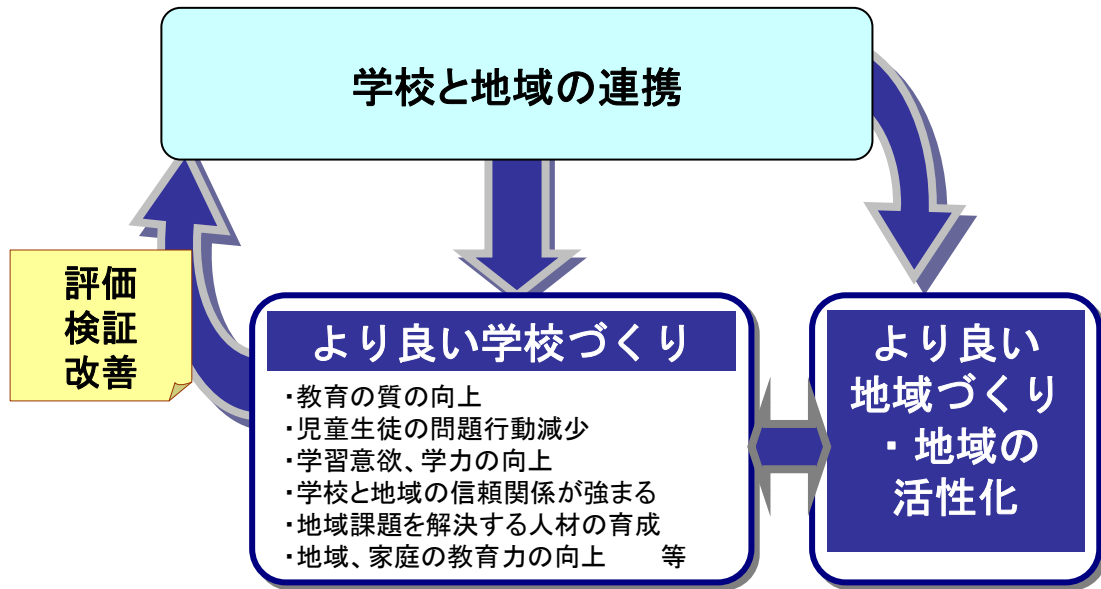 学校と地域の連携
評価
検証
改善
より良い学校づくり
・教育の質の向上
・児童生徒の問題行動減少
・学習意欲、学力の向上
・学校と地域の信頼関係が強まる
・地域課題を解決する人材の育成
・地域、家庭の教育力の向上　　等
より良い
地域づくり
・地域の
活性化